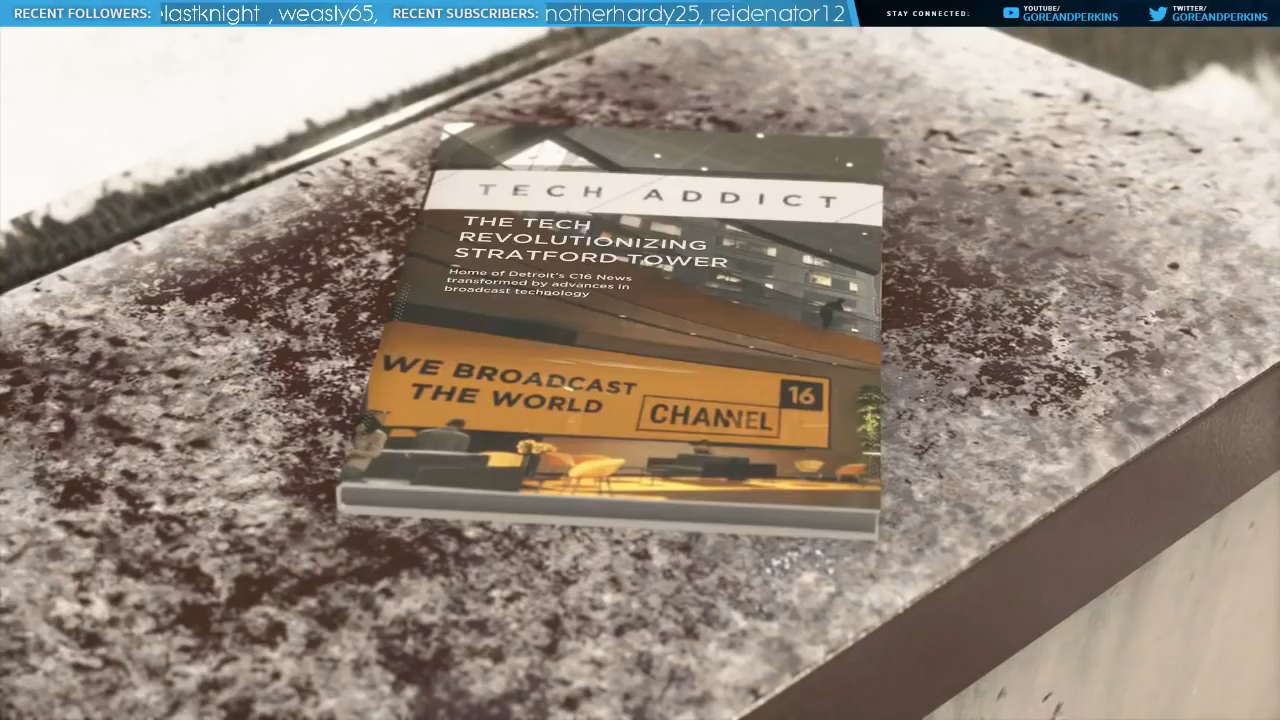 RECENT FOLLOWERS: lastknight , weasly65, RECENT SUBSCRIBERS: notherhardy25, reidenator12 STAY CONNECTED: YOUTUBE/ GOREANDPERKINS TWITTER/ GOREANDPERKINS
TECH ADDICT
THE TECH
REVOLUTIONIZING
STRATFORD TOWER
Home of Detroit's C16 News
transformed by advances in
broadcast technology
WE BROADCAST
THE WORLD
CHANNEL 16